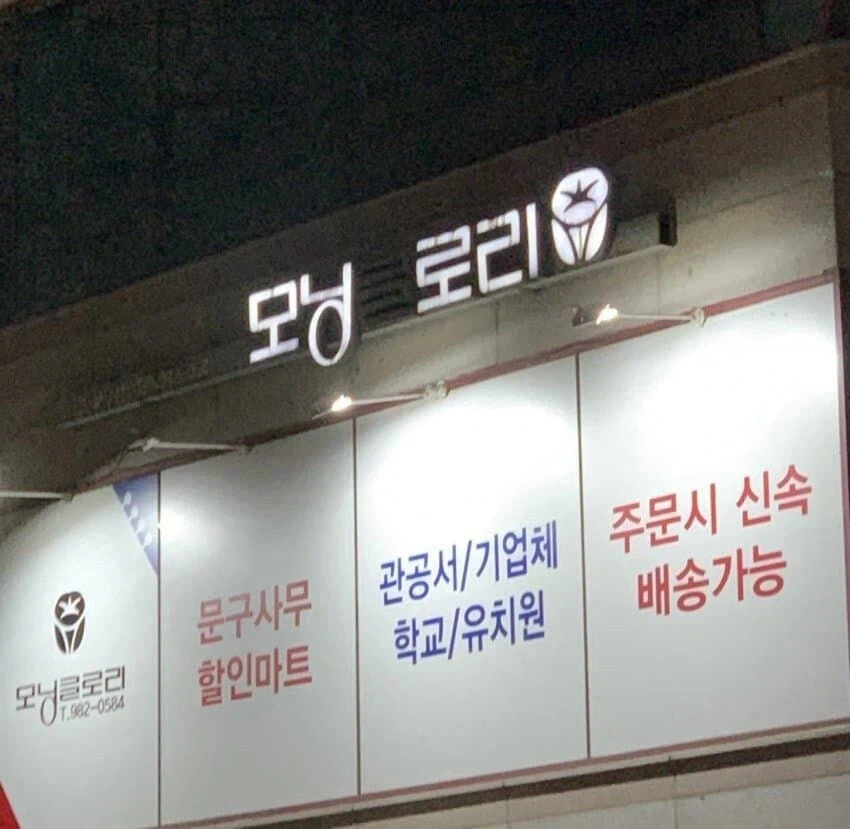 모닝글로리
모닝글로리
T.982-0584
문구사무
할인마트
관공서/기업체
학교/유치원
주문시 신속
배송가능